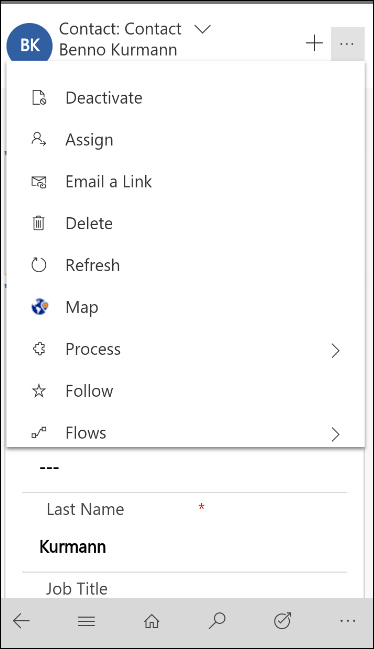 BK
Contact: Contact
Benno Kurmann
Deactivate
Assign
Email a Link
Delete
Refresh
Map
Process
Follow
Flows
---
Last Name *
Kurmann
Job Title